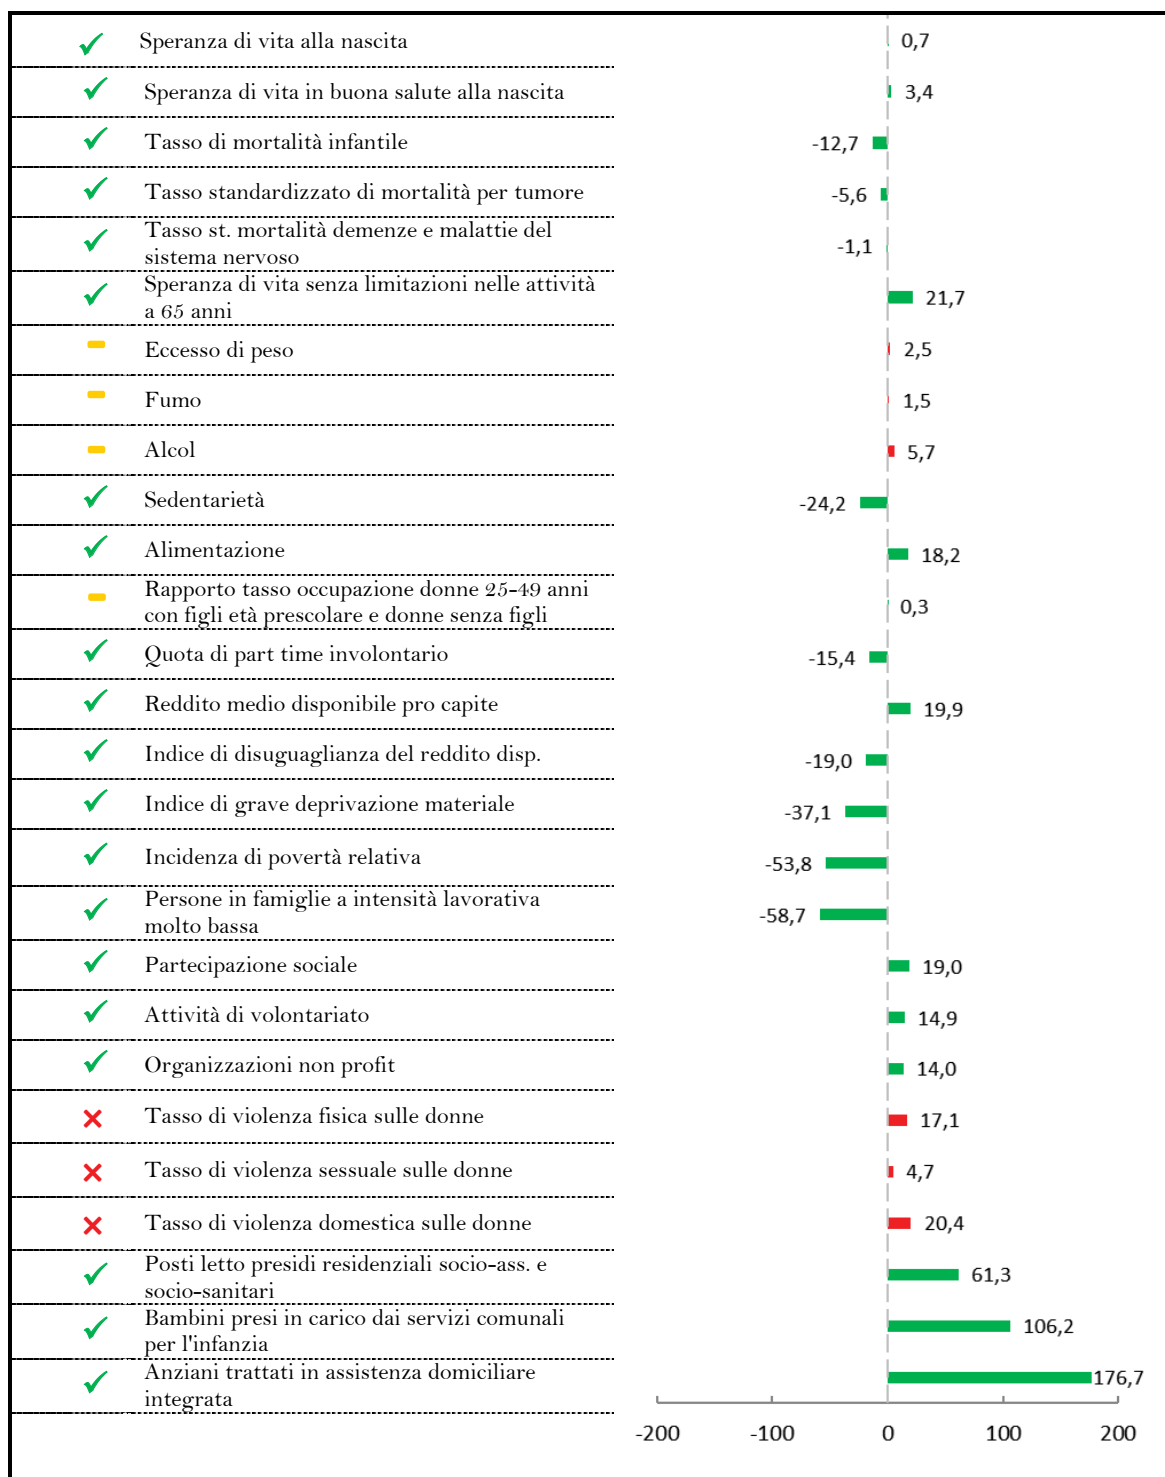 Speranza di vita alla nascita 0,7
Speranza di vita in buona salute alla nascita 3,4
Tasso di mortalità infantile -12,7
Tasso standardizzato di mortalità per tumore -5,6
Tasso st. mortalità demenze e malattie del
sistema nervoso -1,1
Speranza di vita senza limitazioni nelle attività
a 65 anni 21,7
Eccesso di peso 2,5
Fumo 1,5
Alcol 5,7
Sedentarietà -24,2
Alimentazione 18,2
Rapporto tasso occupazione donne 25-49 anni
con figli età prescolare e donne senza figli 0,3
Quota di part time involontario -15,4
Reddito medio disponibile pro capite 19,9
Indice di disuguaglianza del reddito disp. -19,0
Indice di grave deprivazione materiale -37,1
Incidenza di povertà relativa -53,8
Persone in famiglie a intensità lavorativa
molto bassa -58,7
Partecipazione sociale 19,0
Attività di volontariato 14,9
Organizzazioni non profit 14,0
Tasso di violenza fisica sulle donne 17,1
Tasso di violenza sessuale sulle donne 4,7
Tasso di violenza domestica sulle donne 20,4
Posti letto presidi residenziali socio-ass. e
socio-sanitari 61,3
Bambini presi in carico dai servizi comunali
per l'infanzia 106,2
Anziani trattati in assistenza domiciliare
integrata 176,7
-200 -100 0 100 200